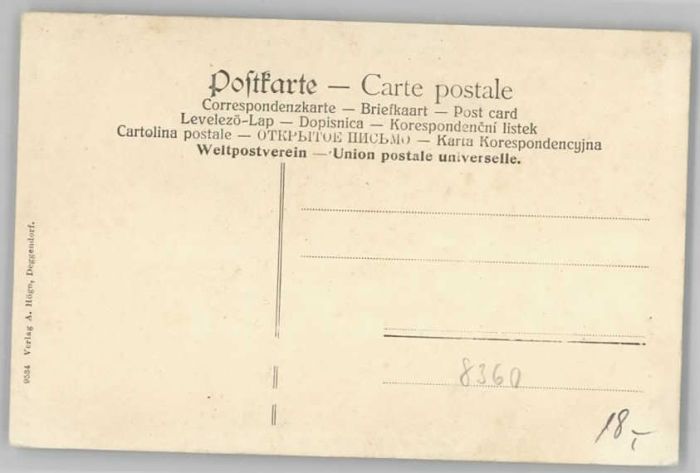 Postkarte — Carte postale
Correspondenzkarte — Briefkaart — Post card
Levelező-Lap — Dopisnica — Korespondenční listek
Cartolina postale — ОТКРЫТОЕ ПИСЬМО — Karta Korespondencyjna
Weltpostverein — Union postale universelle.
9534 Verlag A. Högn, Deggendorf.
8360
18,-